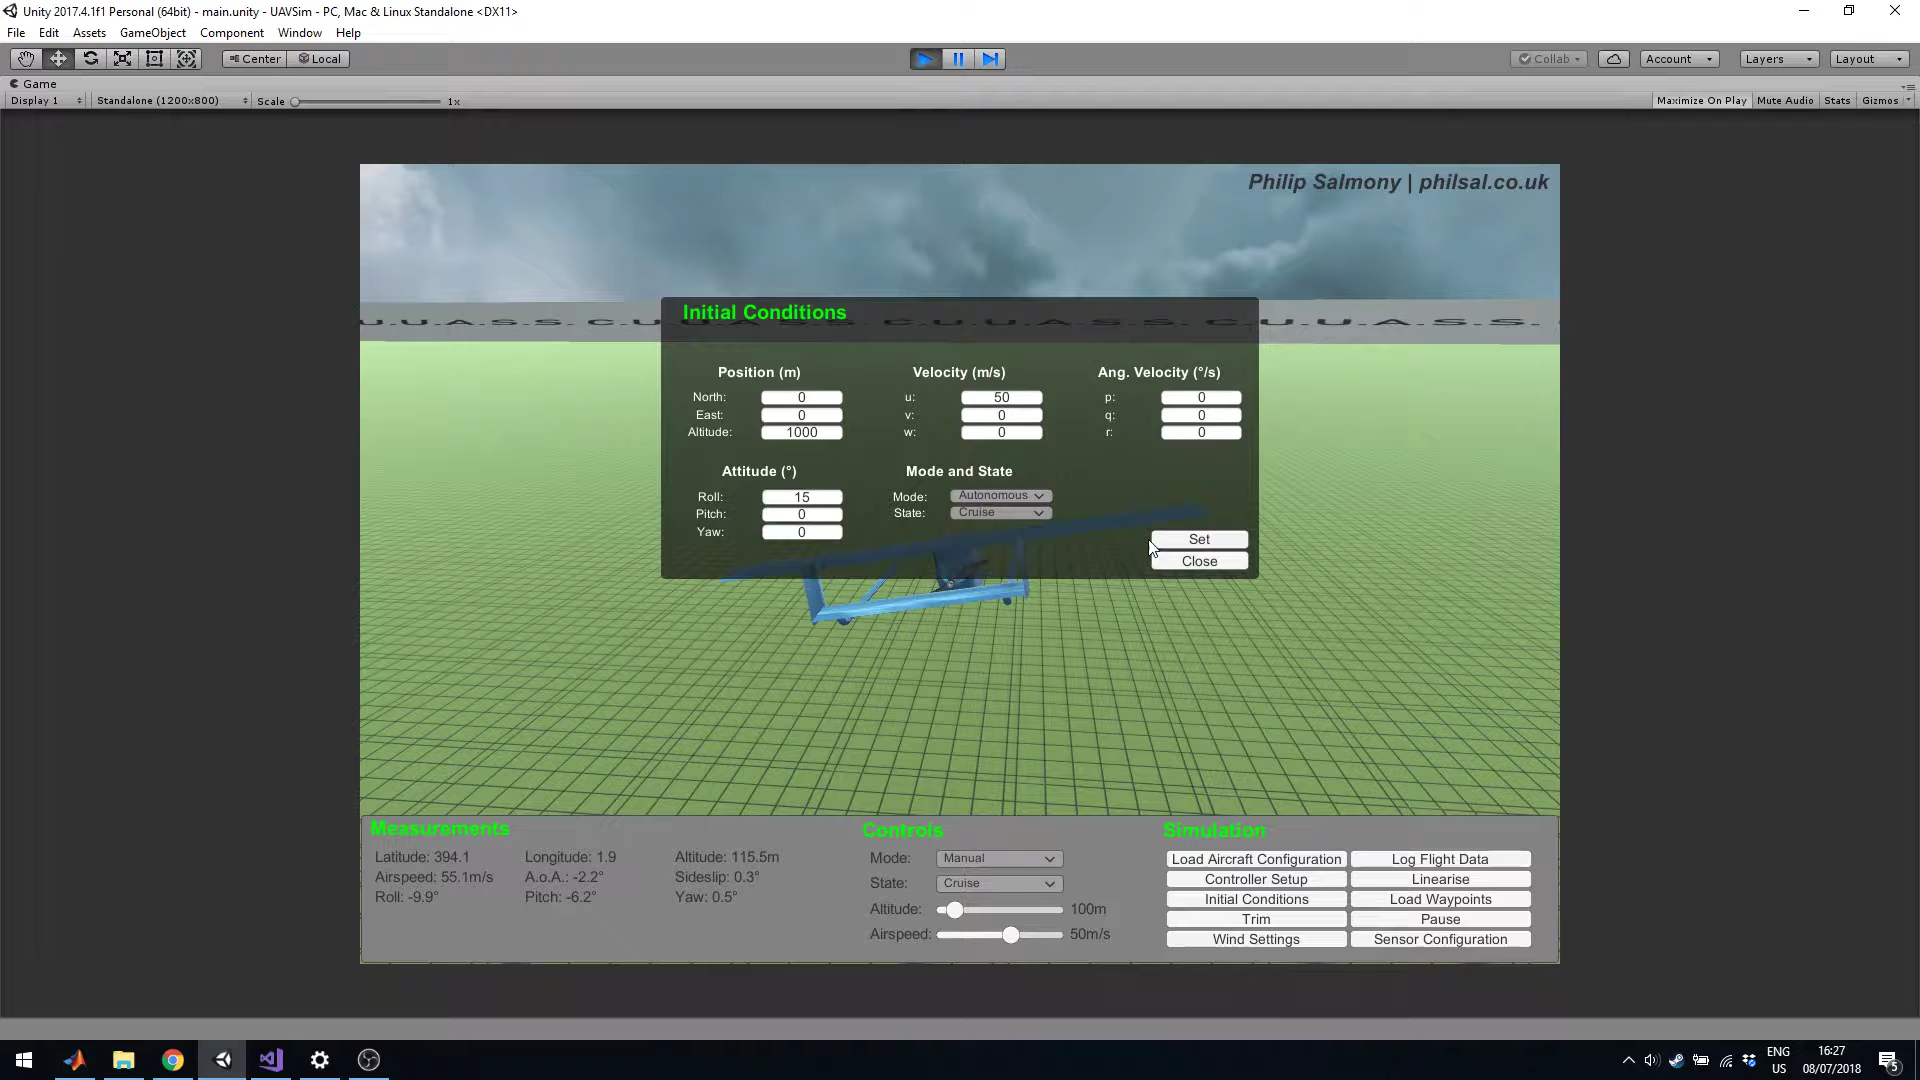 Unity 2017.4.1f1 Personal (64bit) - main.unity - UAVSim - PC, Mac & Linux Standalone <DX11>
File Edit Assets GameObject Component Window Help
Center Local Collab Account Layers Layout
Game
Display 1 Standalone (1200x800) Scale 1x Maximize On Play Mute Audio Stats Gizmos
Philip Salmony | philsal.co.uk
Initial Conditions
U.U.A.S.S. C.U.U.A.S.S. C.U.U.A.S.S. C.U.U.A.S.S.
Position (m) Velocity (m/s) Ang. Velocity (°/s)
North: 0 u: 50 p: 0
East: 0 v: 0 q: 0
Altitude: 1000 w: 0 r: 0
Attitude (°) Mode and State
Roll: 15 Mode: Autonomous
Pitch: 0 State: Cruise
Yaw: 0
Set
Close
Measurements Controls Simulation
Latitude: 394.1 Longitude: 1.9 Altitude: 115.5m Mode: Manual Load Aircraft Configuration Log Flight Data
Airspeed: 55.1m/s A.o.A.: -2.2° Sideslip: 0.3° State: Cruise Controller Setup Linearise
Roll: -9.9° Pitch: -6.2° Yaw: 0.5° Initial Conditions Load Waypoints
Altitude: 100m Trim Pause
Airspeed: 50m/s Wind Settings Sensor Configuration
ENG 16:27
US 08/07/2018 5